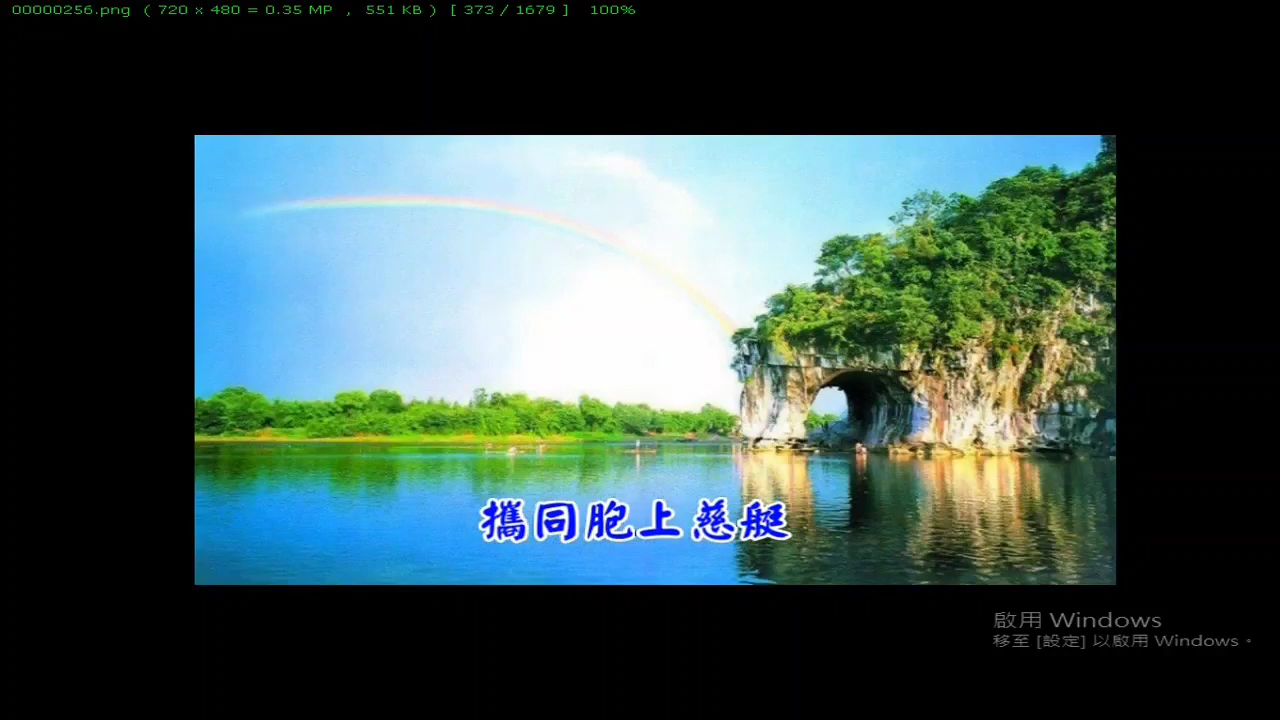 00000256.png ( 720 x 480 = 0.35 MP , 551 KB ) [ 373 / 1679 ] 100%
攜同胞上慈艇
啟用 Windows
移至 [設定] 以啟用 Windows。